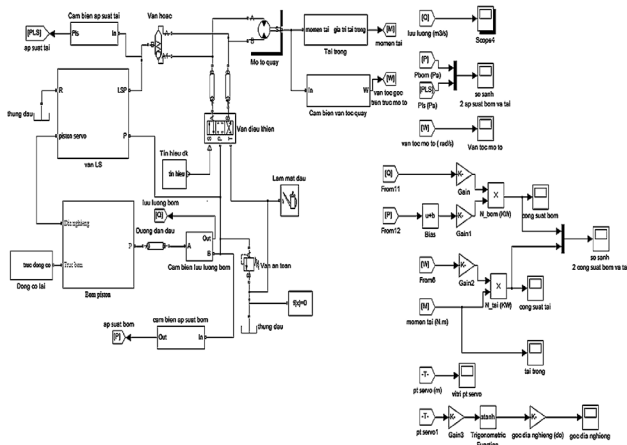 [PLS]
ap suat tai
Cam bien ap suat tai
Pls
In
Van hoac
A
B
Mo to quay
momen tai
gia tri tai trong
Tai trong
[M]
momen tai
In
W
Cam bien van toc quay
[W]
van toc goc
tren truc mo to
R
LSP
thung dau
piston servo
P
van LS
Van dieu khien
Tin hieu dk
tin hieu
Lam mat dau
luu luong bom
[Q]
Duong dan dau
Dia nghieng
P
Truc bom
Bom piston
truc dong co
Dong co lai
A
Out
B
Cam bien luu luong bom
Van an toan
f(x)=0
thung dau
ap suat bom
[P]
cam bien ap suat bom
Out
In
[Q]
luu luong (m3/s)
Scope4
[P]
Pbom (Pa)
[PLS]
Pls (Pa)
so sanh
2 ap suat bom va tai
[W]
van toc mo to (rad/s)
Van toc mo to
[Q]
From11
K-
Gain
[P]
From12
u+b
Bias
K-
Gain1
X
N_bom (KW)
cong suat bom
so sanh
2 cong suat bom va tai
[W]
From6
K-
Gain2
[M]
momen tai (N.m)
X
N_tai (KW)
cong suat tai
tai trong
-T-
pt servo (m)
vitri pt servo
-T-
pt servo1
K-
Gain3
atanh
Trigonometric
Function
K-
goc dia nghieng (do)
goc dia nghieng